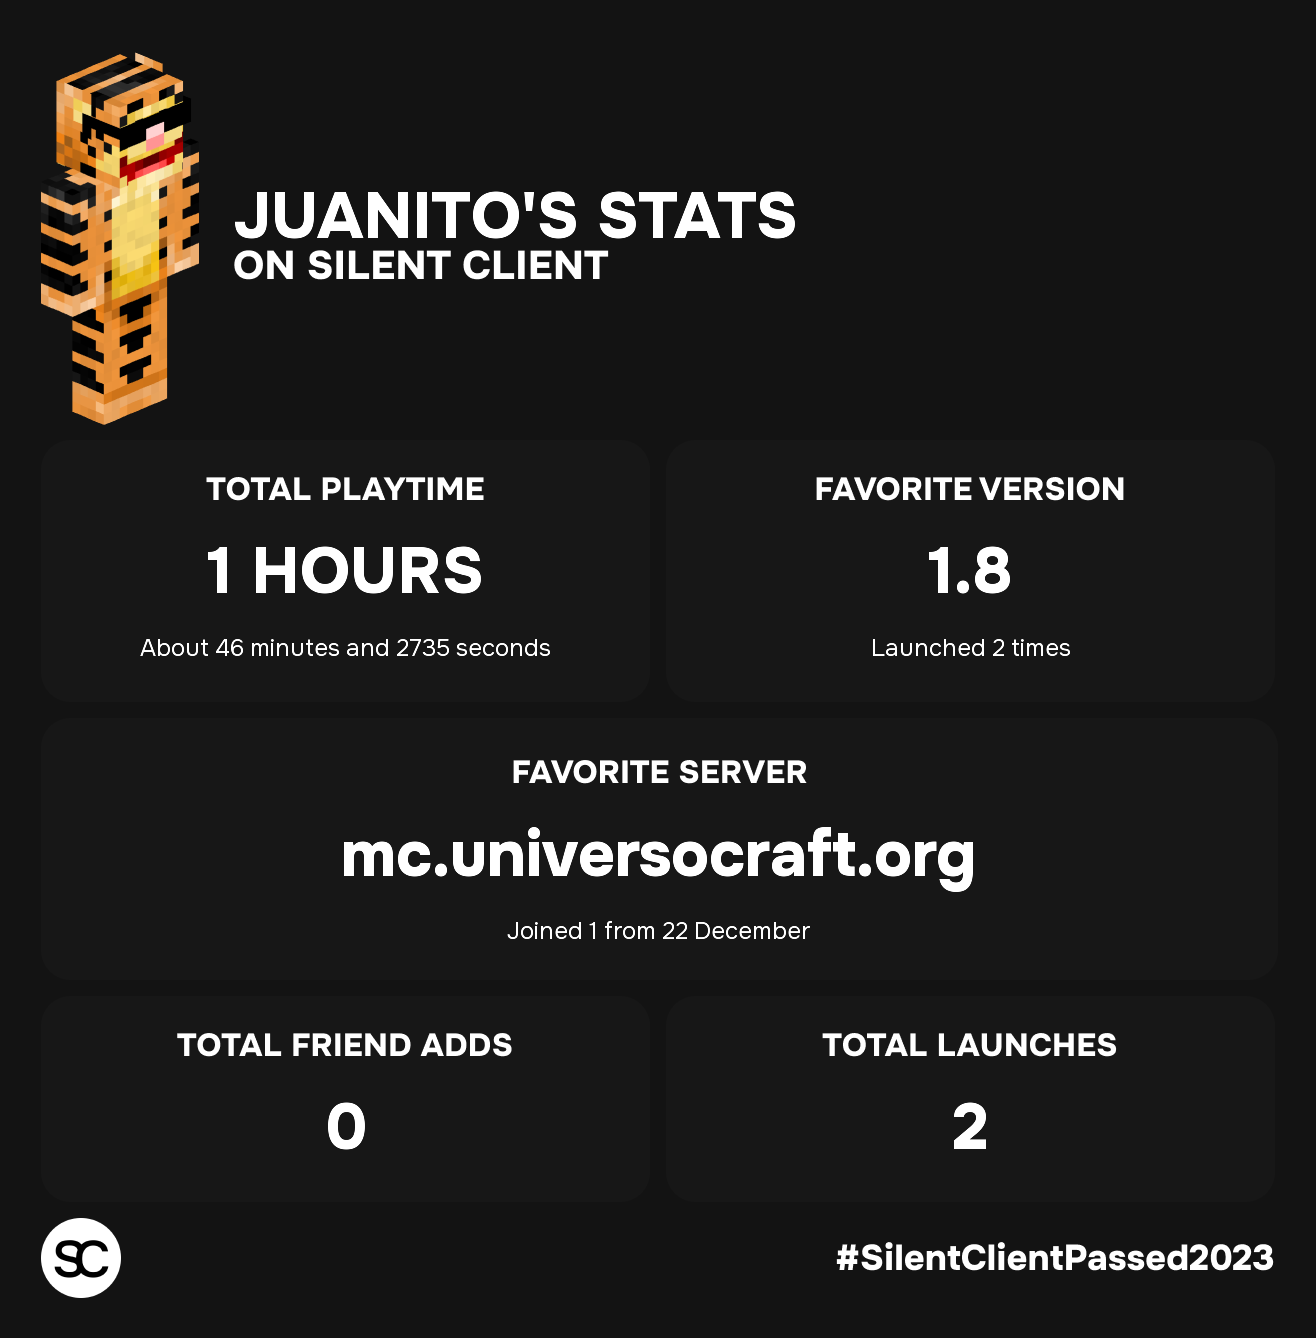 JUANITO'S STATS
ON SILENT CLIENT
TOTAL PLAYTIME
1 HOURS
About 46 minutes and 2735 seconds
FAVORITE VERSION
1.8
Launched 2 times
FAVORITE SERVER
mc.universocraft.org
Joined 1 from 22 December
TOTAL FRIEND ADDS
0
TOTAL LAUNCHES
2
SC
#SilentClientPassed2023